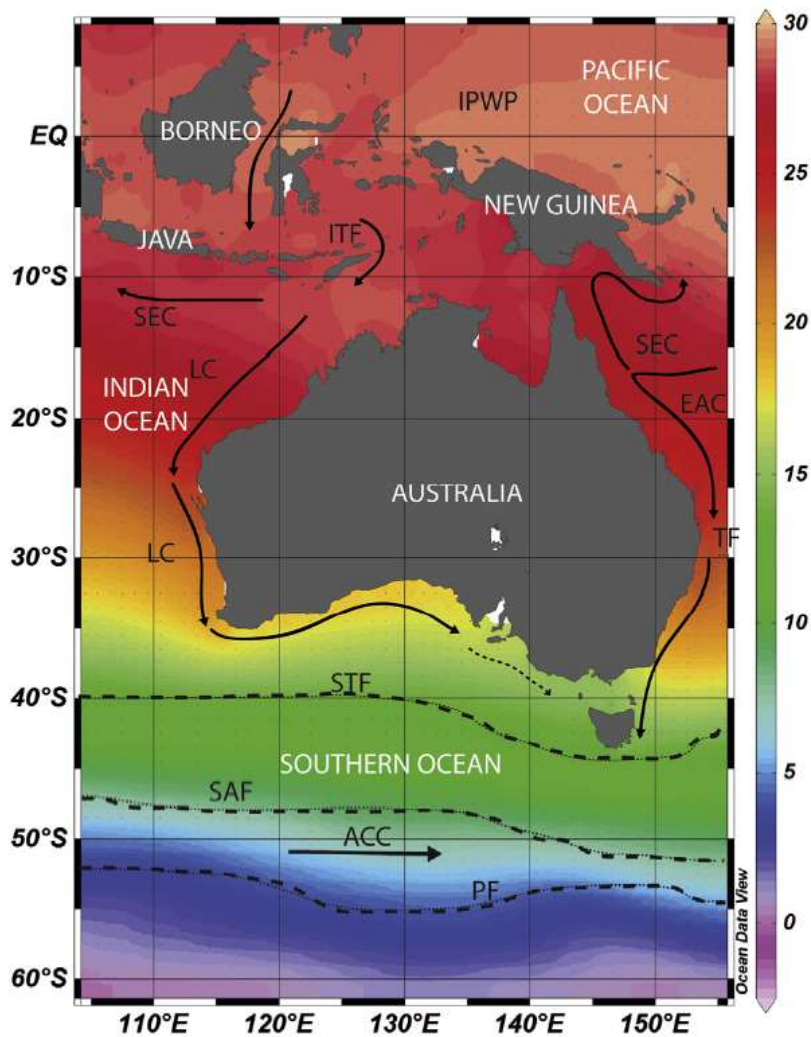 30
PACIFIC
OCEAN
IPWP
BORNEO
EQ
NEW GUINEA
25
JAVA
ITF
10°S
SEC
SEC
LC
INDIAN
OCEAN
EAC
20
20°S
AUSTRALIA
TF
15
LC
30°S
STF
40°S
10
SOUTHERN OCEAN
SAF
5
50°S
ACC
PF
0
60°S
Ocean Data View
110°E
120°E
130°E
140°E
150°E